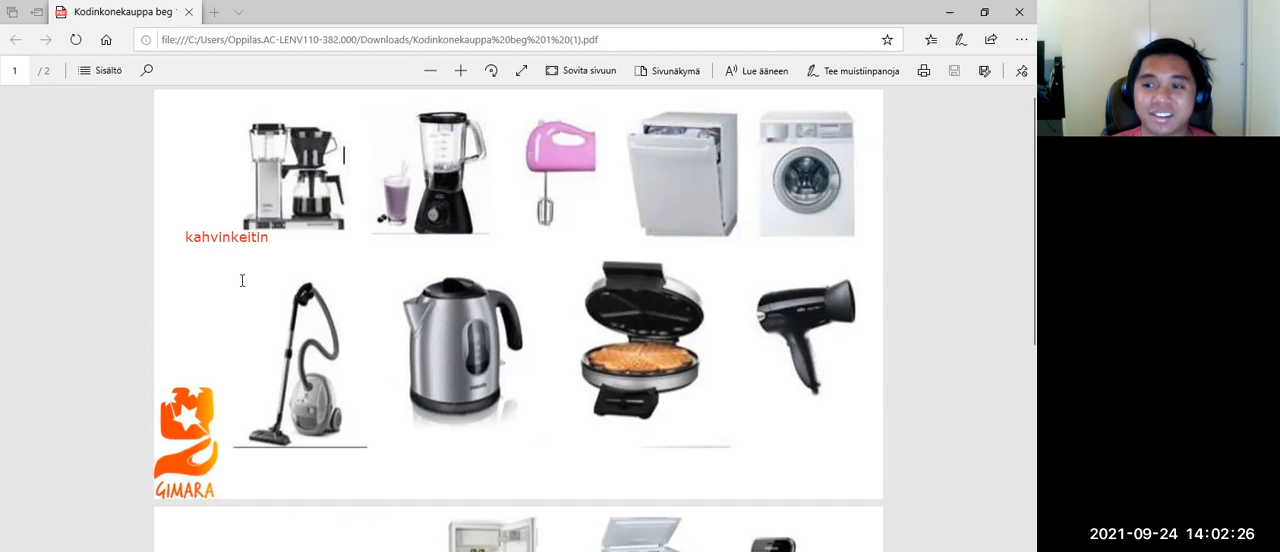 Kodinkonekauppa beg
file:///C:/Users/Oppilas.AC-LENV110-382.000/Downloads/Kodinkonekauppa%20beg%201%20(1).pdf
1 / 2 Sisältö Sovita sivuun Sivunäkymä Lue ääneen Tee muistiinpanoja
kahvinkeitin
GIMARA
2021-09-24 14:02:26